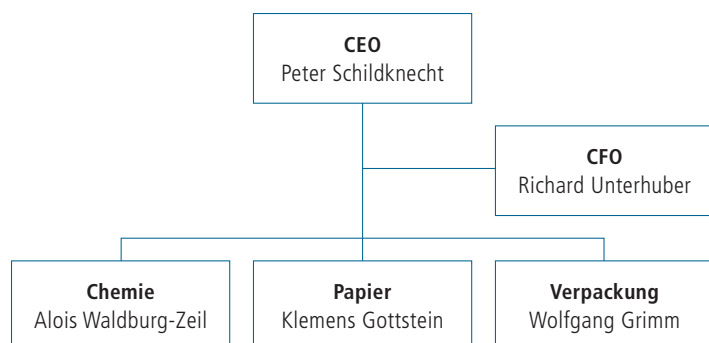 CEO
Peter Schildknecht
CFO
Richard Unterhuber
Chemie
Alois Waldburg-Zeil
Papier
Klemens Gottstein
Verpackung
Wolfgang Grimm